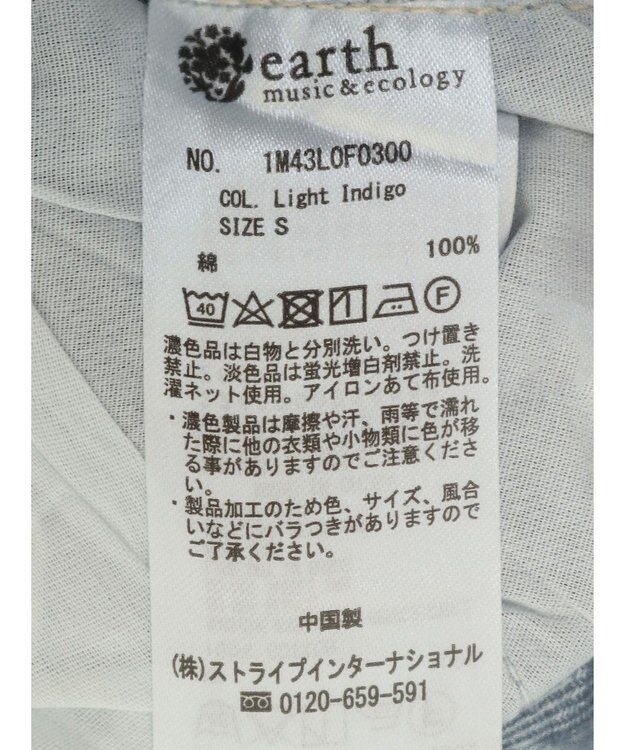 earth
music&ecology
NO. 1M43L0F0300
COL. Light Indigo
SIZE S
綿 100%
40 F
濃色品は白物と分別洗い。つけ置き
禁止。淡色品は蛍光増白剤禁止。洗
濯ネット使用。アイロンあて布使用。
・濃色製品は摩擦や汗、雨等で濡れ
た際に他の衣類や小物類に色が移
る事がありますのでご注意くださ
い。
・製品加工のため色、サイズ、風合
いなどにバラつきがありますので
ご了承ください。
中国製
(株)ストライプインターナショナル
0120-659-591